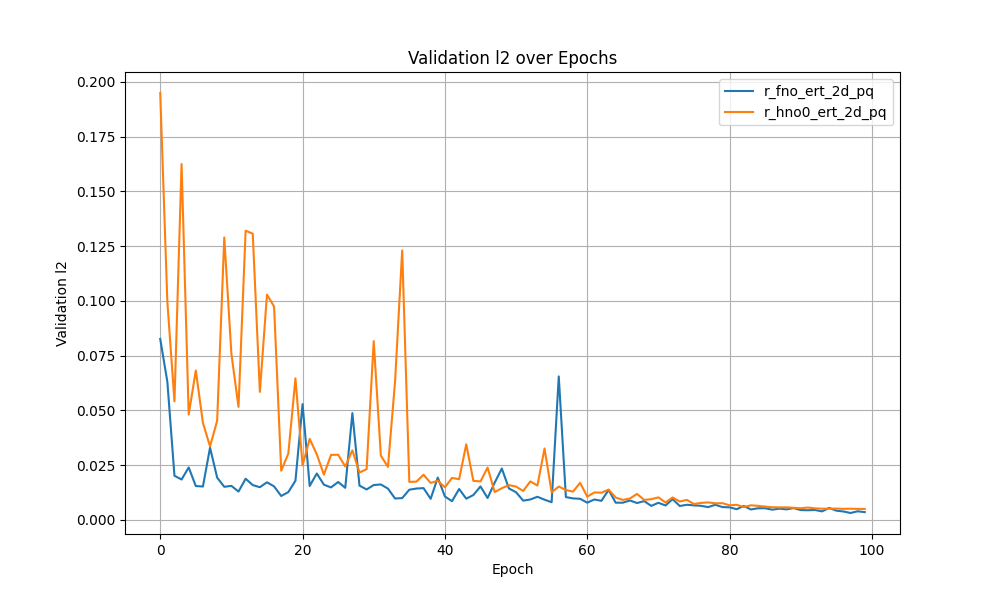 Validation l2 over Epochs
r_fno_ert_2d_pq
r_hno0_ert_2d_pq
Validation l2
0.200
0.175
0.150
0.125
0.100
0.075
0.050
0.025
0.000
0 20 40 60 80 100
Epoch